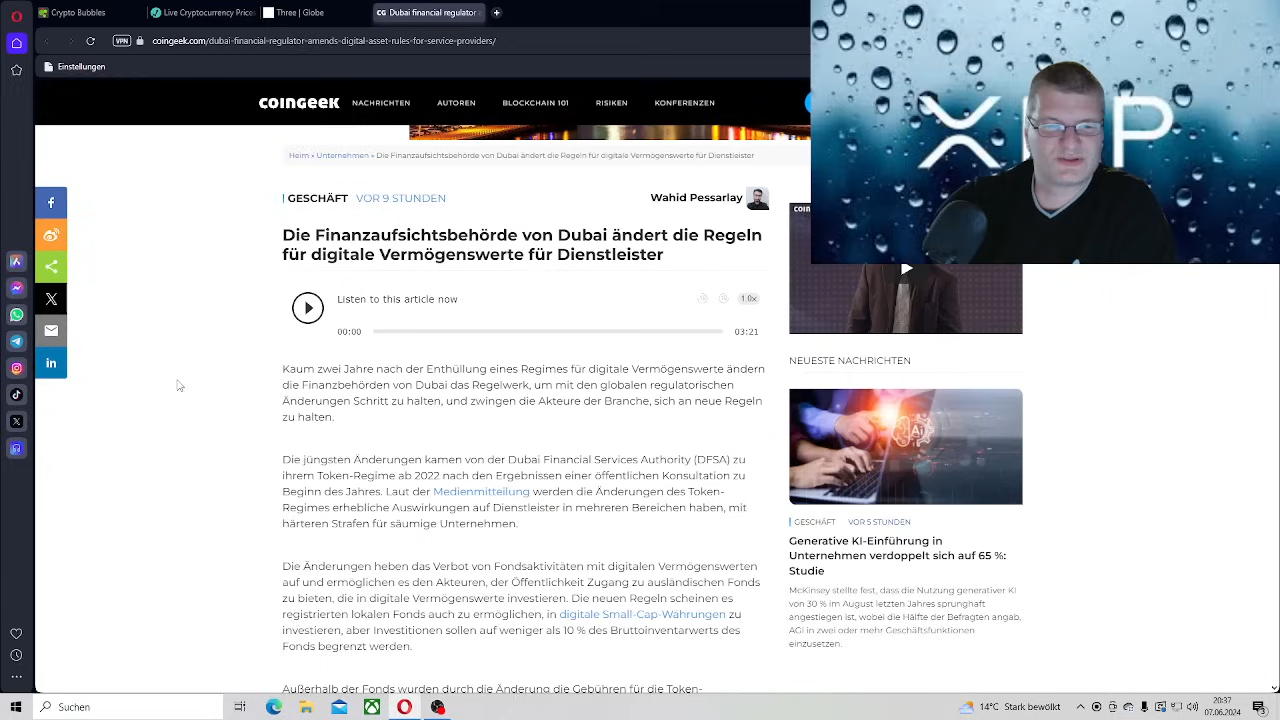 Crypto Bubbles
Live Cryptocurrency Prices
Three | Globe
CG Dubai financial regulator
VPN
coingeek.com/dubai-financial-regulator-amends-digital-asset-rules-for-service-providers/
Einstellungen
coingeek
NACHRICHTEN
AUTOREN
BLOCKCHAIN 101
RISIKEN
KONFERENZEN
XRP
Heim » Unternehmen » Die Finanzaufsichtsbehörde von Dubai ändert die Regeln für digitale Vermögenswerte für Dienstleister
GESCHÄFT VOR 9 STUNDEN
Wahid Pessarlay
Die Finanzaufsichtsbehörde von Dubai ändert die Regeln
für digitale Vermögenswerte für Dienstleister
Listen to this article now
1.0x
00:00
03:21
Kaum zwei Jahre nach der Enthüllung eines Regimes für digitale Vermögenswerte ändern
die Finanzbehörden von Dubai das Regelwerk, um mit den globalen regulatorischen
Änderungen Schritt zu halten, und zwingen die Akteure der Branche, sich an neue Regeln
zu halten.
Die jüngsten Änderungen kamen von der Dubai Financial Services Authority (DFSA) zu
ihrem Token-Regime ab 2022 nach den Ergebnissen einer öffentlichen Konsultation zu
Beginn des Jahres. Laut der Medienmitteilung werden die Änderungen des Token-
Regimes erhebliche Auswirkungen auf Dienstleister in mehreren Bereichen haben, mit
härteren Strafen für säumige Unternehmen.
Die Änderungen heben das Verbot von Fondsaktivitäten mit digitalen Vermögenswerten
auf und ermöglichen es den Akteuren, der Öffentlichkeit Zugang zu ausländischen Fonds
zu bieten, die in digitale Vermögenswerte investieren. Die neuen Regeln scheinen es
registrierten lokalen Fonds auch zu ermöglichen, in digitale Small-Cap-Währungen zu
investieren, aber Investitionen sollen auf weniger als 10 % des Bruttoinventarwerts des
Fonds begrenzt werden.
Außerhalb der Fonds wurden durch die Änderung die Gebühren für die Token-
NEUESTE NACHRICHTEN
Ai
GESCHÄFT VOR 5 STUNDEN
Generative KI-Einführung in
Unternehmen verdoppelt sich auf 65 %:
Studie
McKinsey stellte fest, dass die Nutzung generativer KI
von 30 % im August letzten Jahres sprunghaft
angestiegen ist, wobei die Hälfte der Befragten angab,
AGI in zwei oder mehr Geschäftsfunktionen
einzusetzen.
Suchen
14°C Stark bewölkt
20:37
07.06.2024